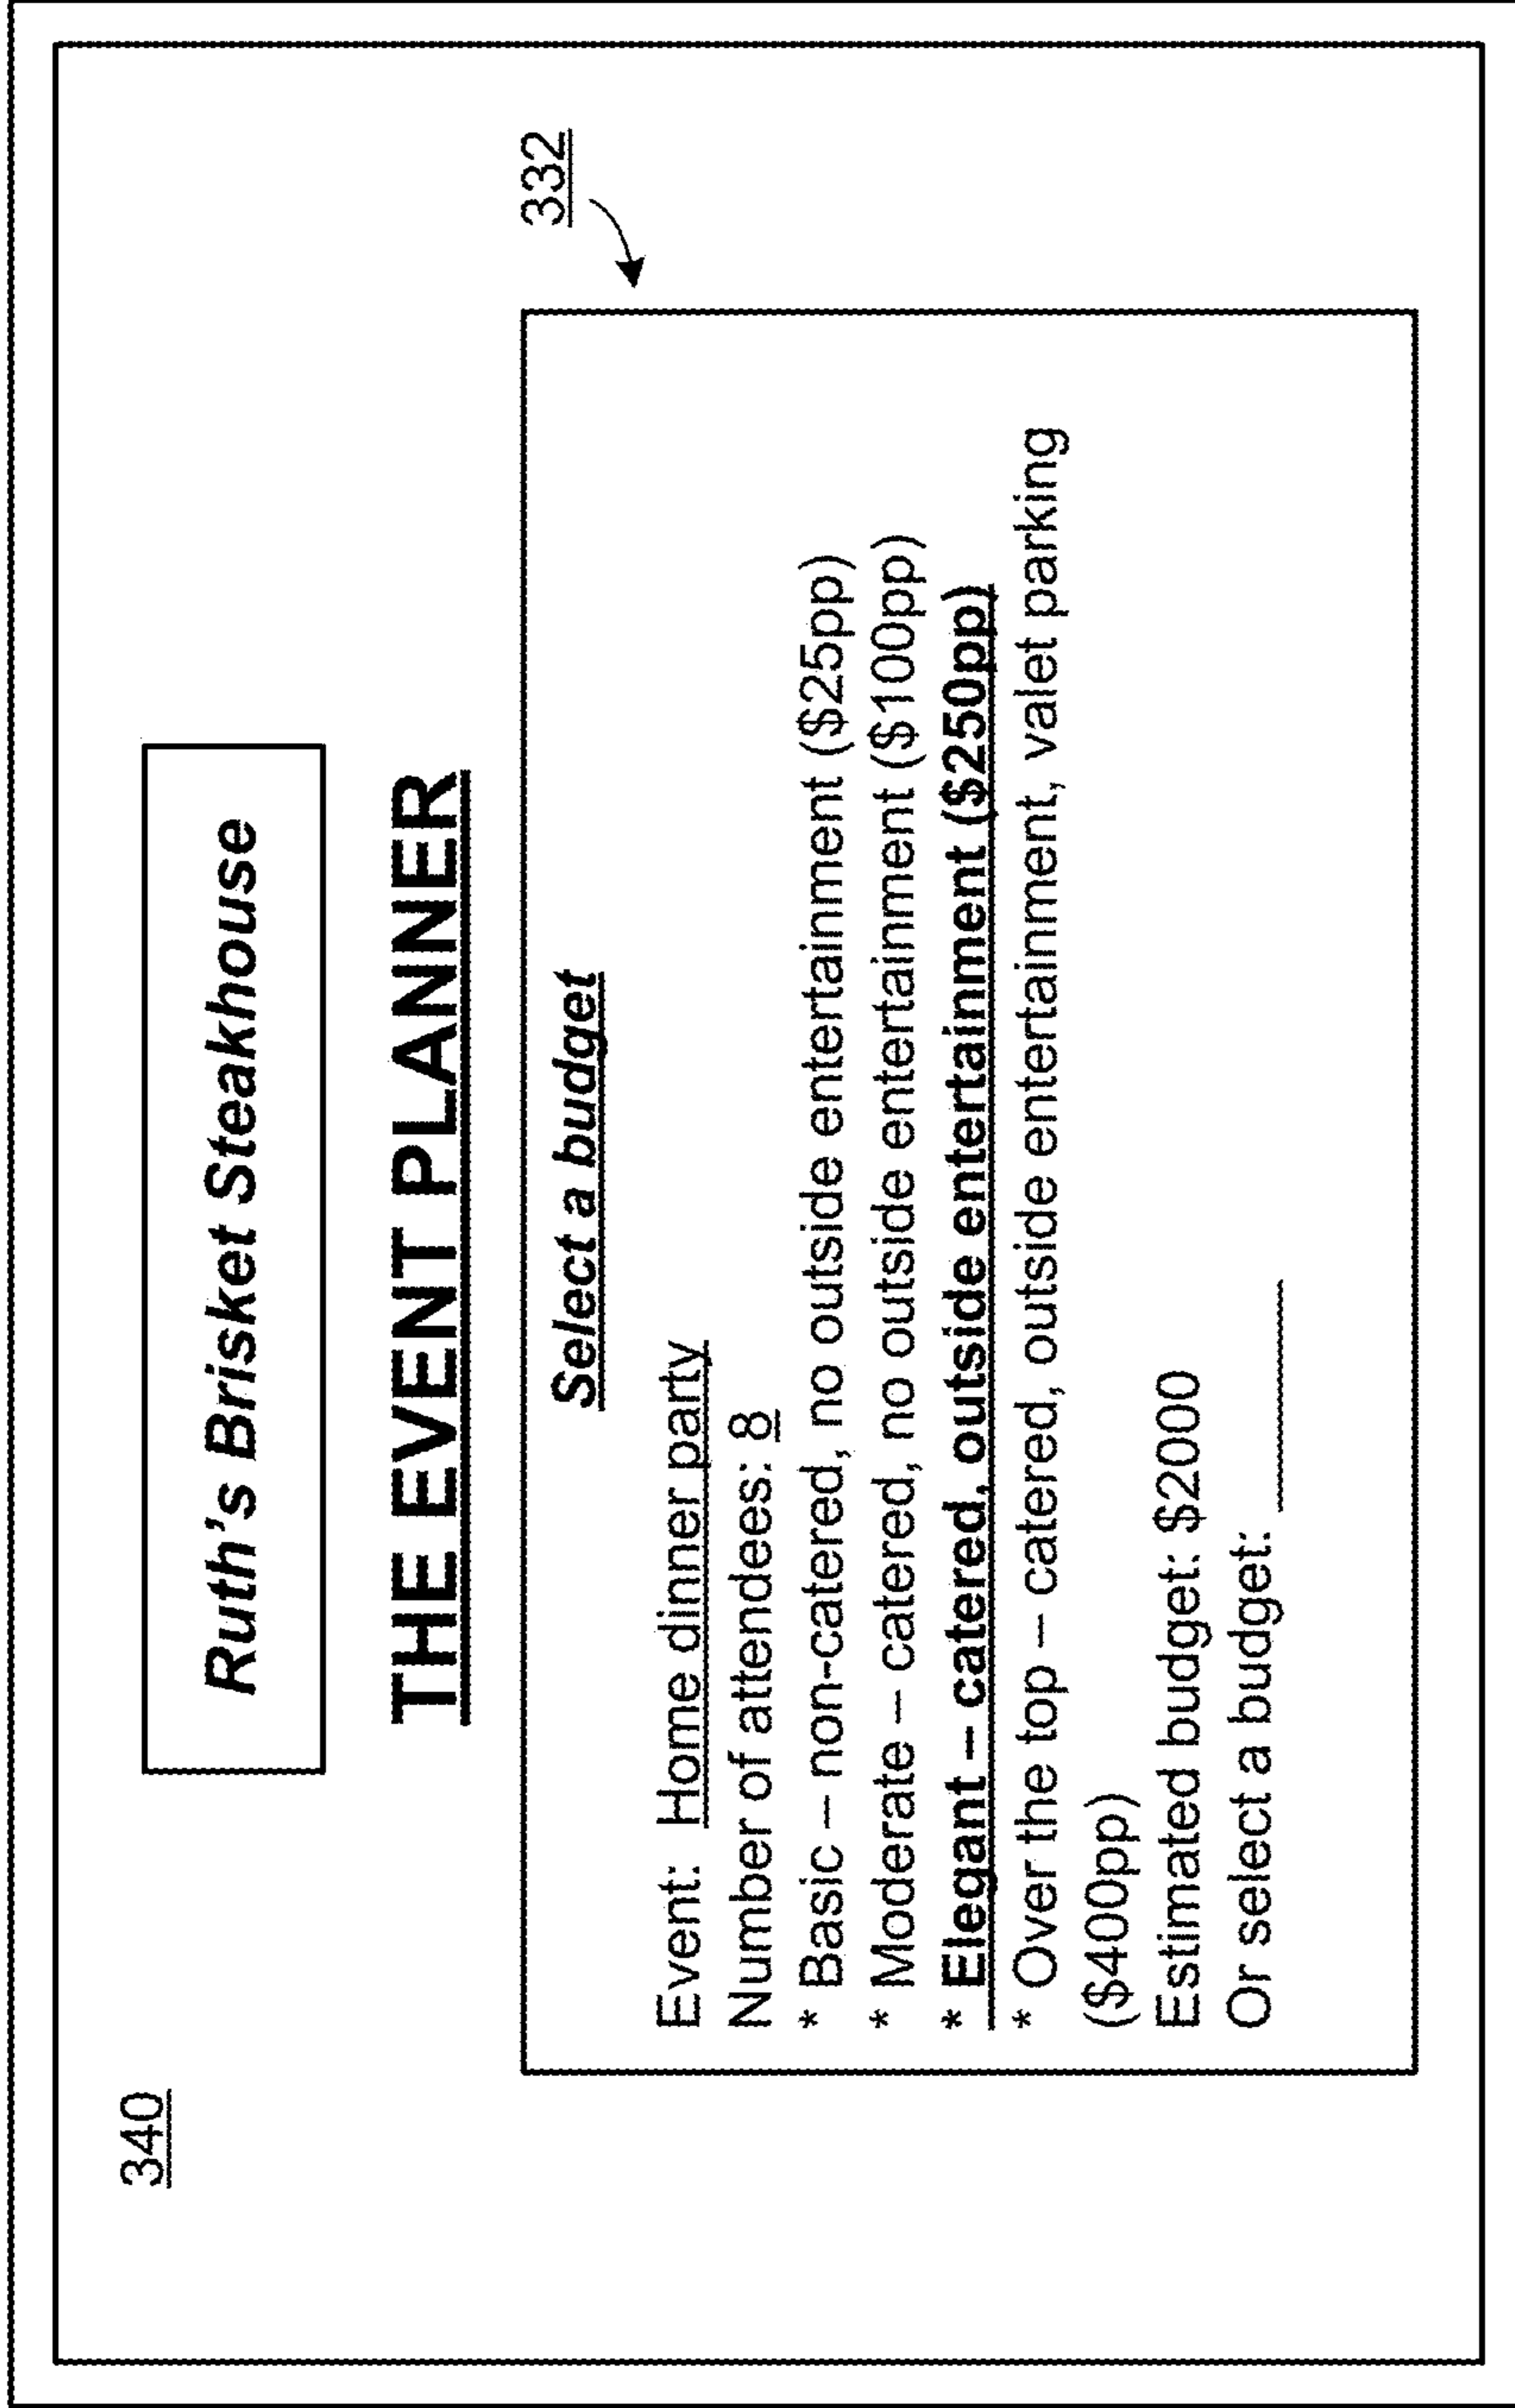 340
Ruth's Brisket Steakhouse
THE EVENT PLANNER
332
Select a budget
Event: Home dinner party
Number of attendees: 8
* Basic – non-catered, no outside entertainment ($25pp)
* Moderate – catered, no outside entertainment ($100pp)
* Elegant – catered, outside entertainment ($250pp)
* Over the top – catered, outside entertainment, valet parking
($400pp)
Estimated budget: $2000
Or select a budget: ________